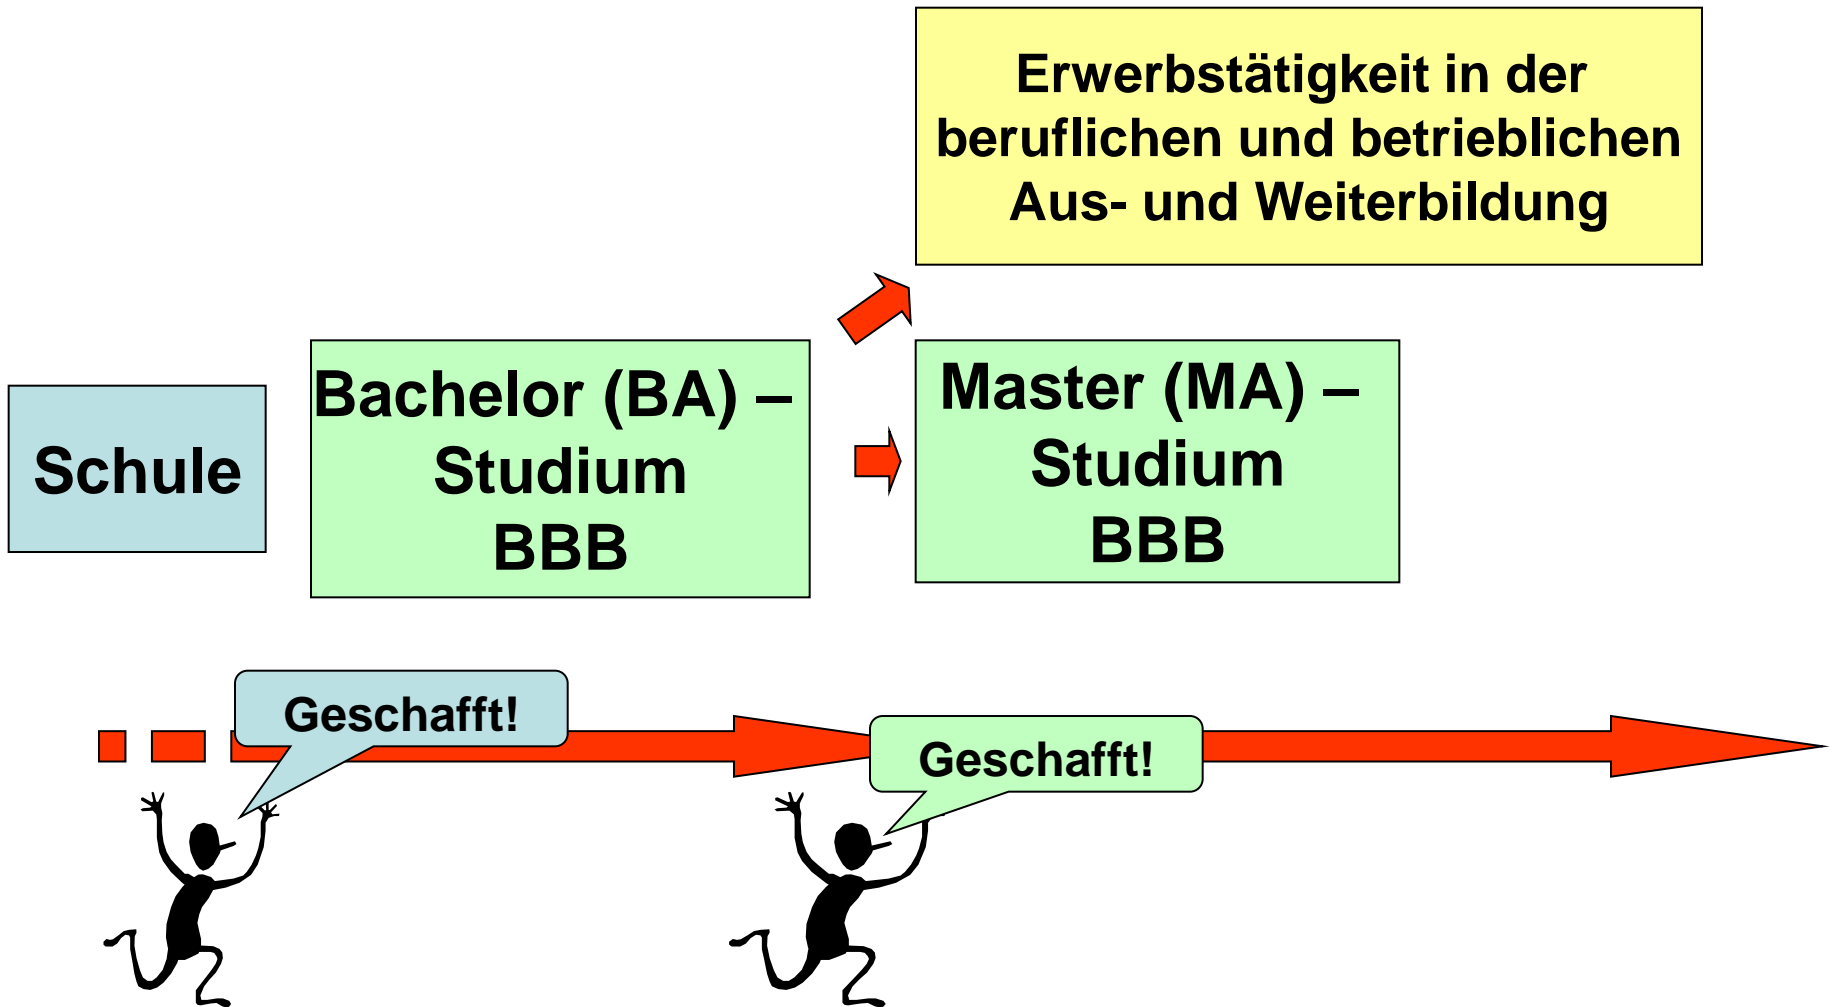 Erwerbstätigkeit in der
beruflichen und betrieblichen
Aus- und Weiterbildung
Schule
Bachelor (BA) –
Studium
BBB
Master (MA) –
Studium
BBB
Geschafft!
Geschafft!